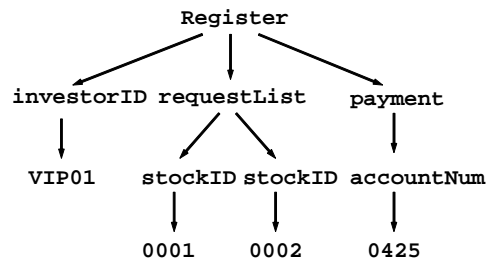 Register
investorID requestList payment
VIP01 stockID stockID accountNum
0001 0002 0425